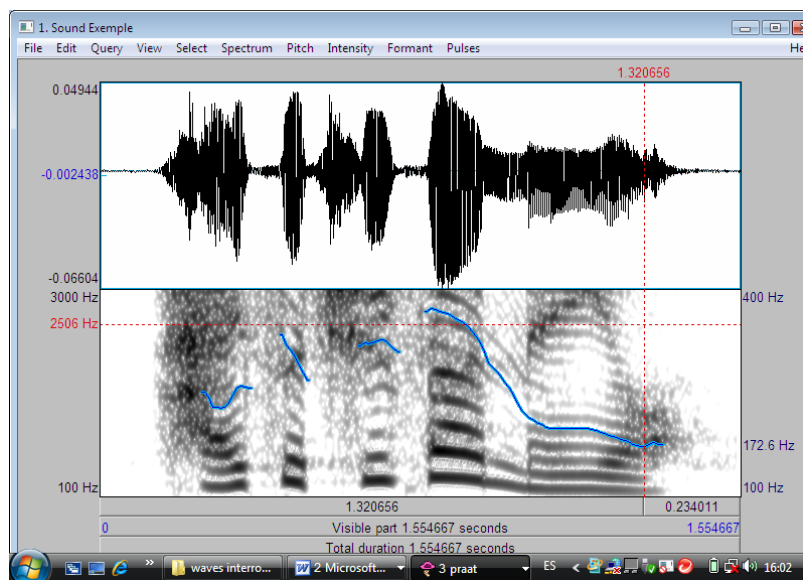 1. Sound Exemple
File Edit Query View Select Spectrum Pitch Intensity Formant Pulses He
1.320656
0.04944
-0.002438
-0.06604
3000 Hz 400 Hz
2506 Hz
172.6 Hz
100 Hz 100 Hz
1.320656 0.234011
0 Visible part 1.554667 seconds 1.554667
Total duration 1.554667 seconds
» waves interro... 2 Microsoft... 3 praat ES < 16:02